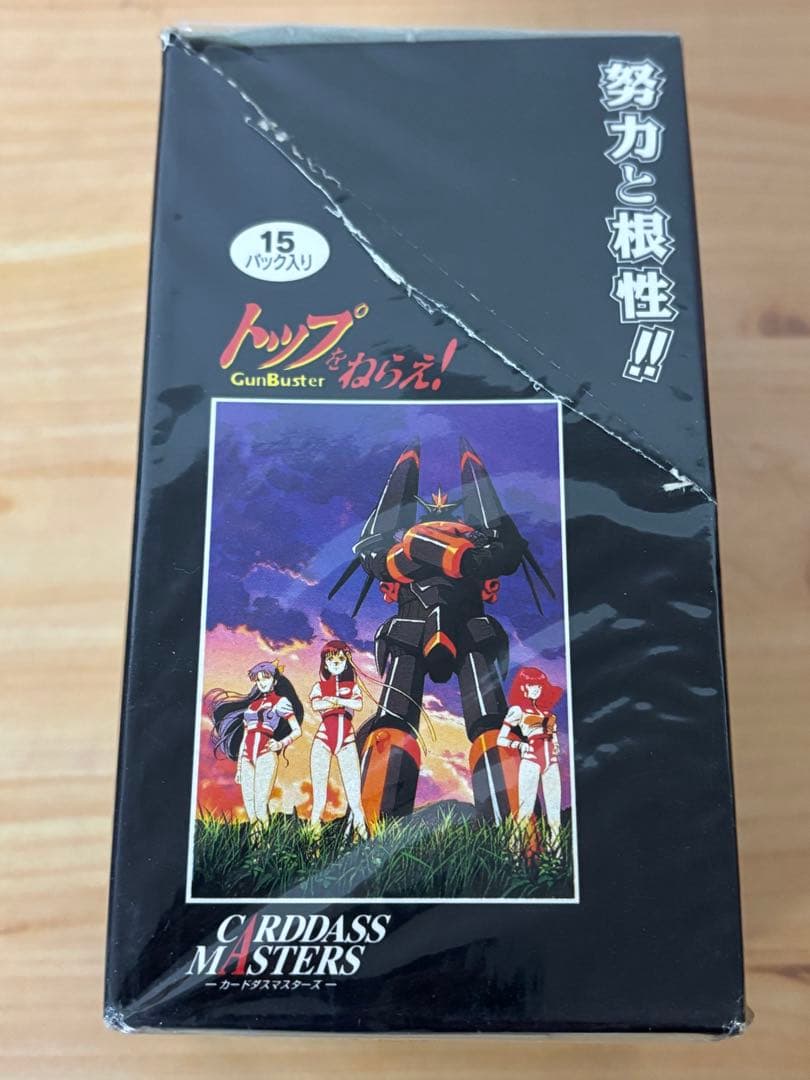 努力と根性!!
15
パック入り
トップをねらえ!
GunBuster
CARDDASS
MASTERS
ーカードダスマスターズー